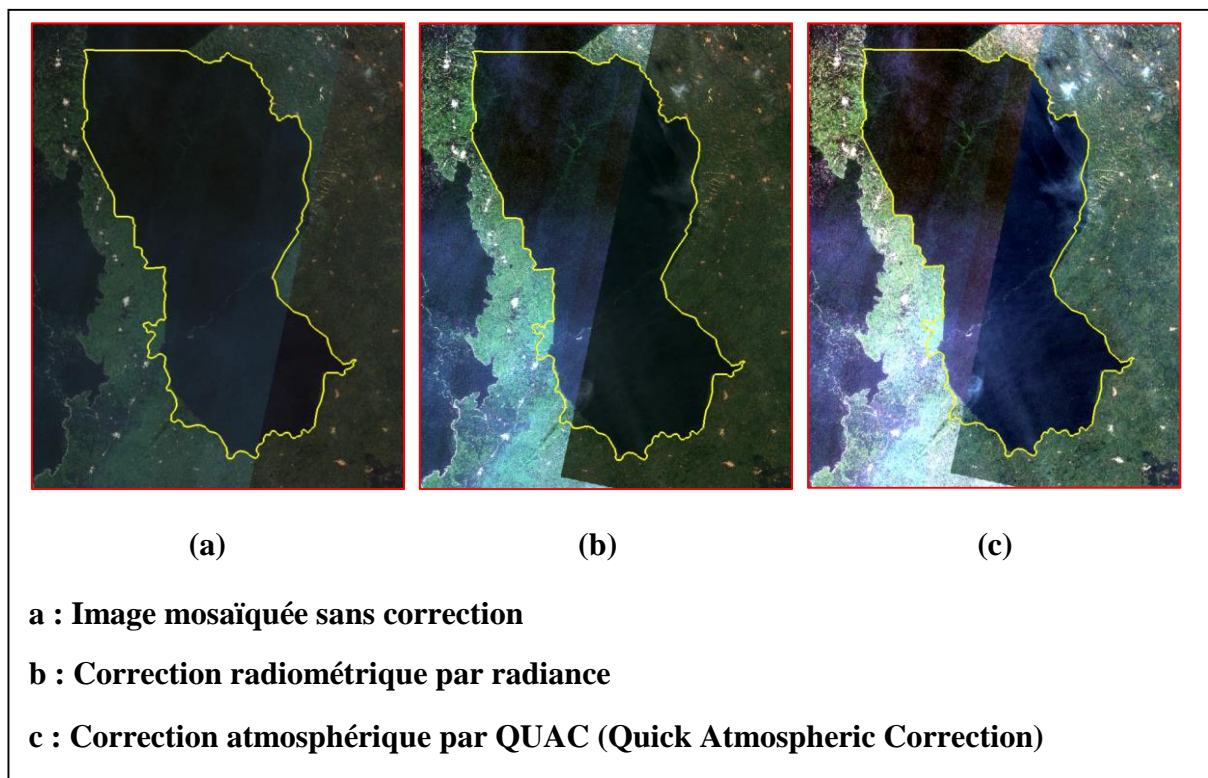 (a) (b) (c)
a : Image mosaïquée sans correction
b : Correction radiométrique par radiance
c : Correction atmosphérique par QUAC (Quick Atmospheric Correction)